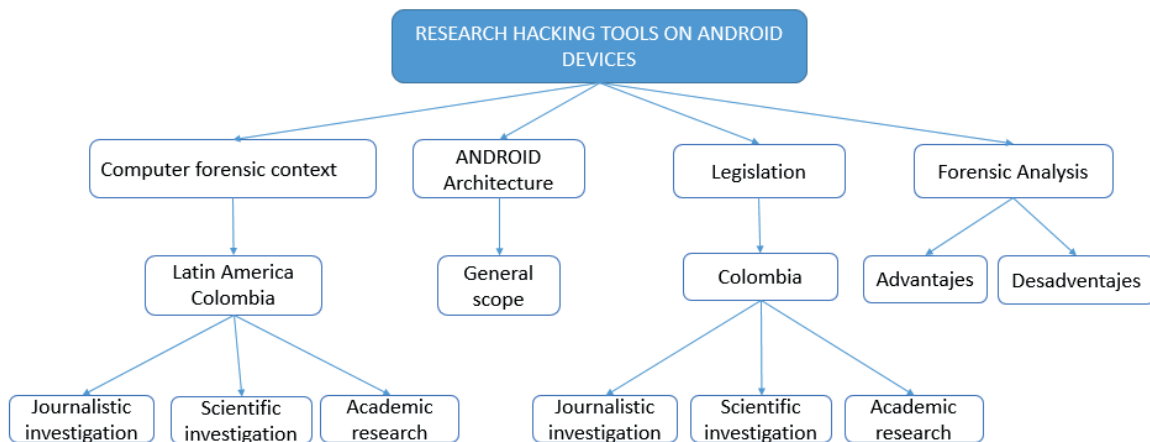 RESEARCH HACKING TOOLS ON ANDROID
DEVICES
Computer forensic context
ANDROID
Architecture
Legislation
Forensic Analysis
Latin America
Colombia
General
scope
Colombia
Advantajes
Desadventajes
Journalistic
investigation
Scientific
investigation
Academic
research
Journalistic
investigation
Scientific
investigation
Academic
research